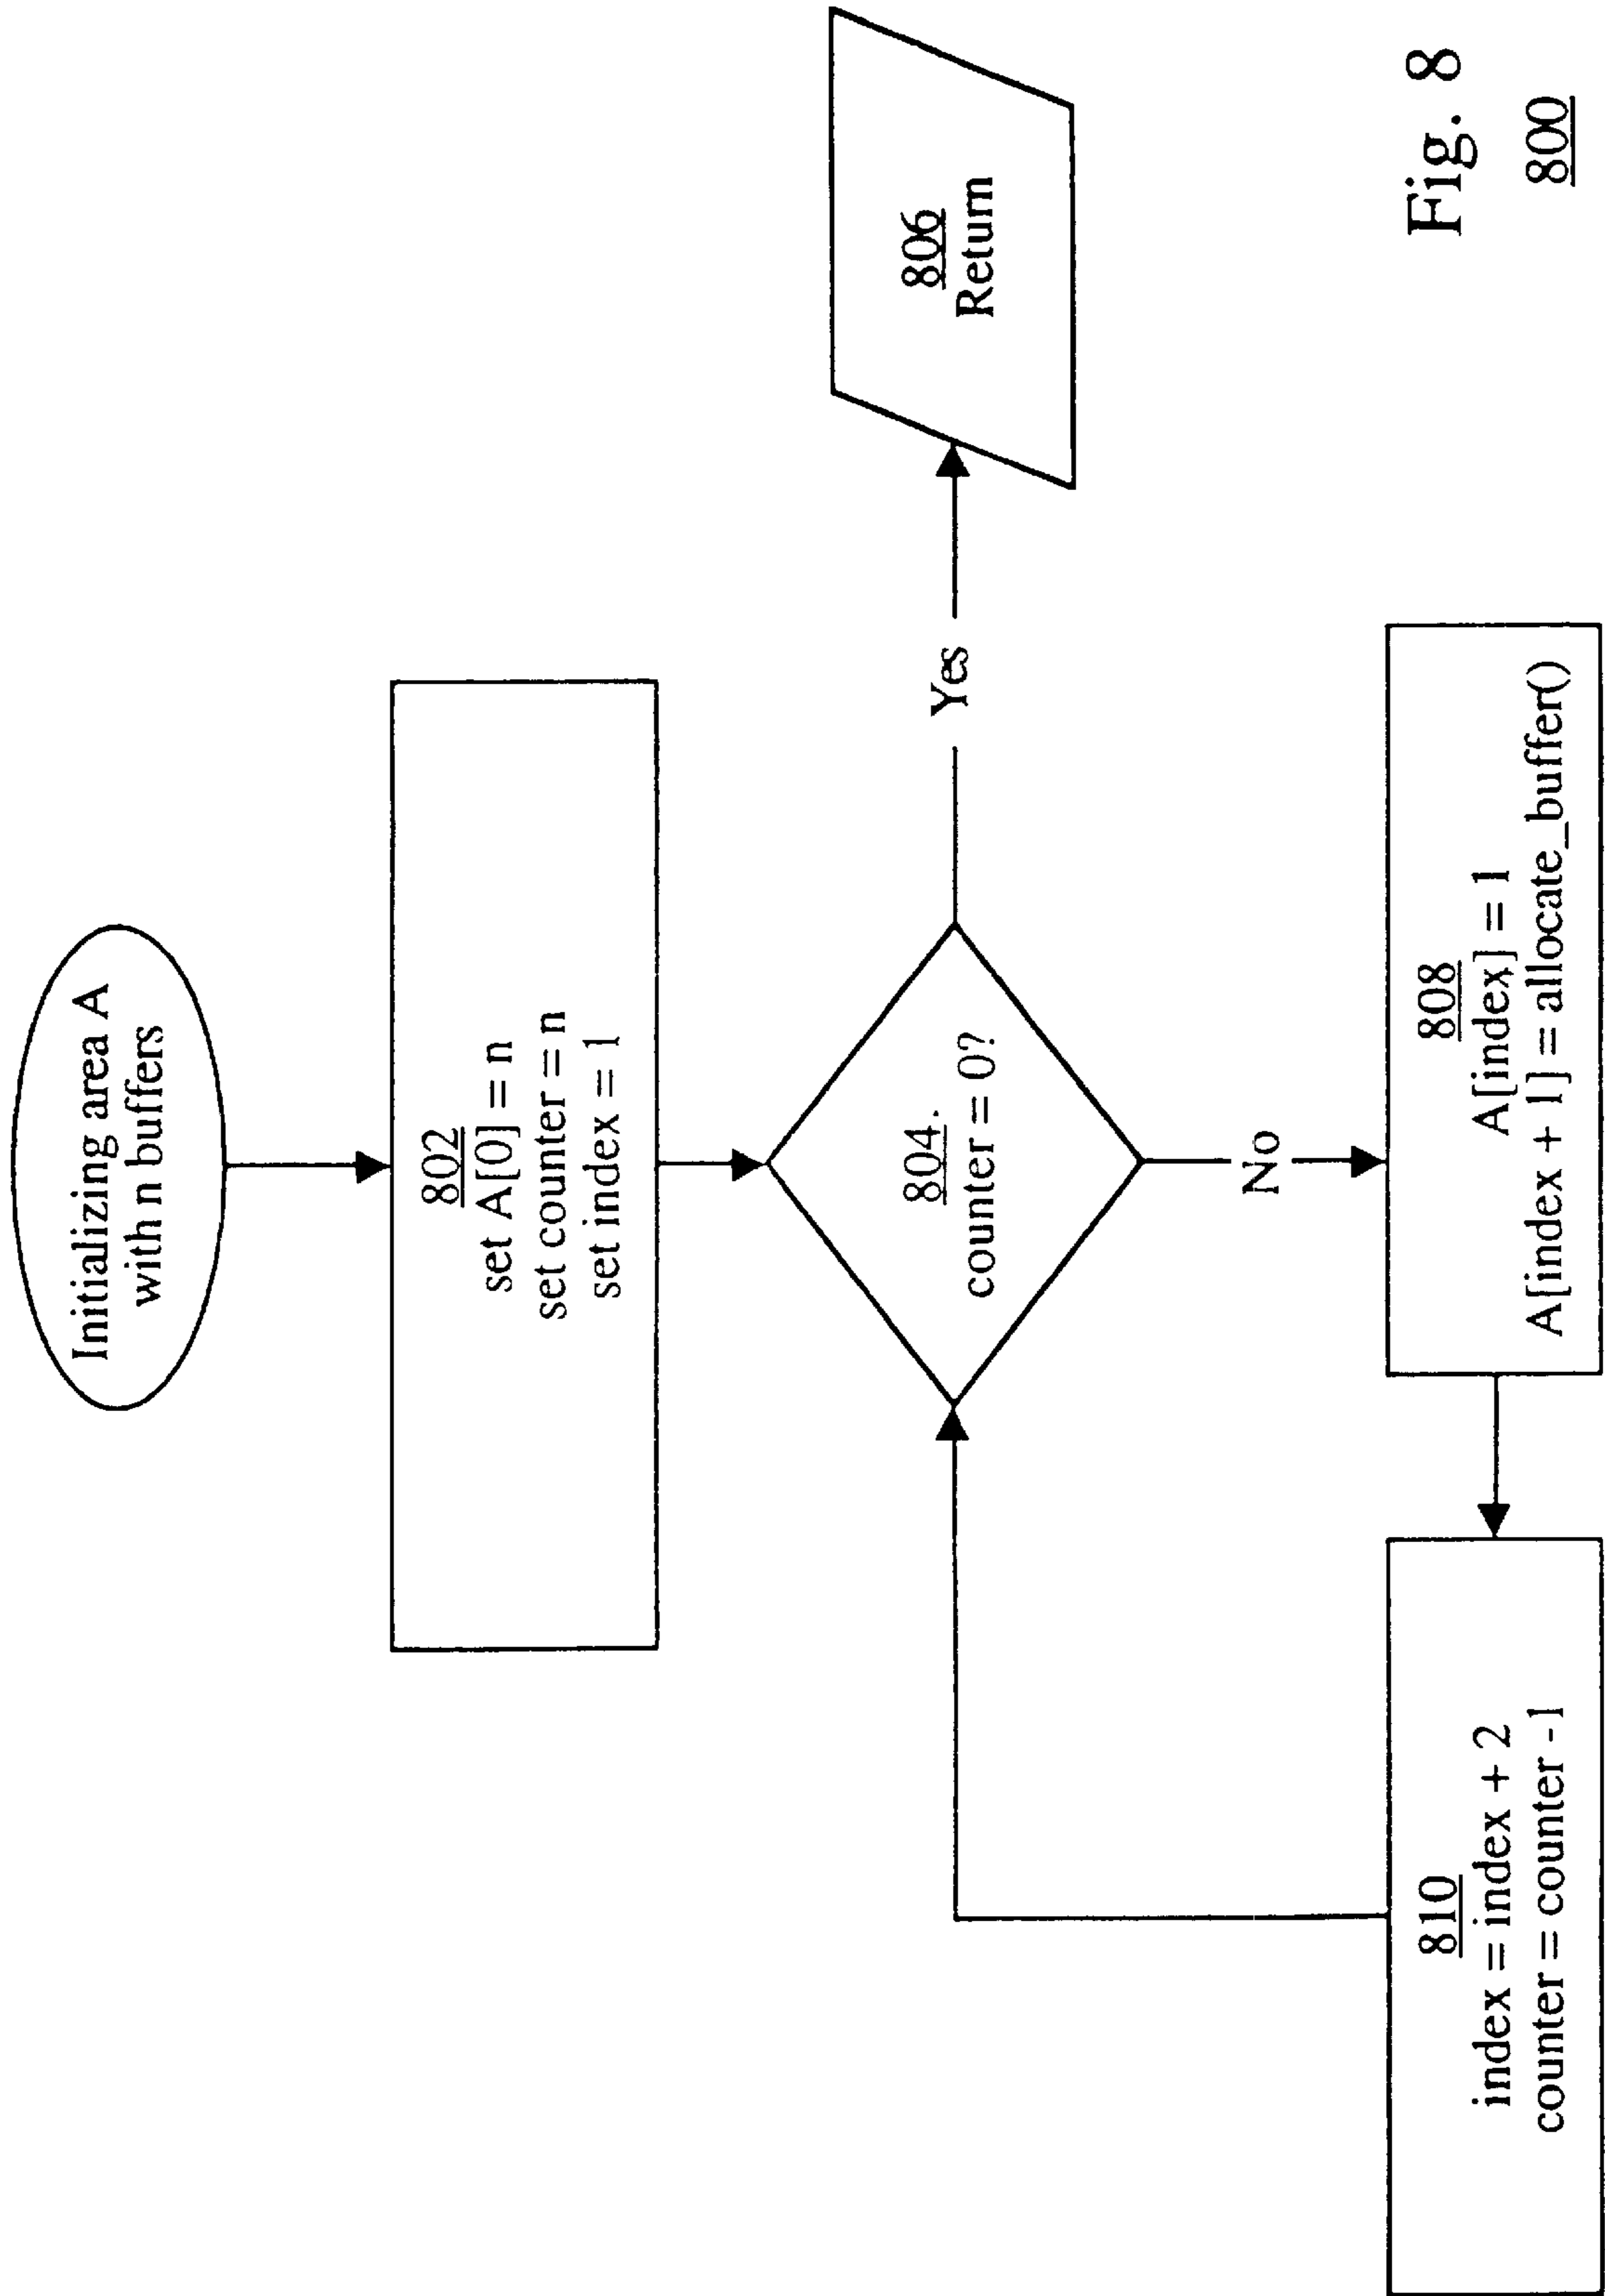 Initializing area A
with n buffers
802
set A[0] = n
set counter = n
set index = 1
804.
counter = 0?
Yes
806
Return
No
808
A[index] = 1
A[index + 1] = allocate_buffer()
810
index = index + 2
counter = counter -1
Fig. 8
800